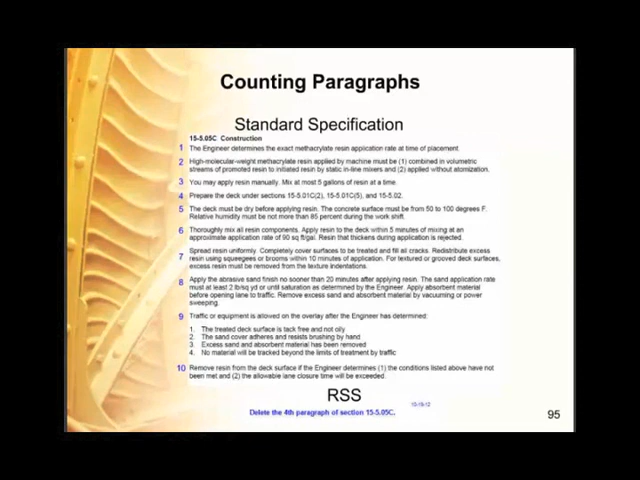 Counting Paragraphs
Standard Specification
15-5.05C Construction
1 The Engineer determines the exact methacrylate resin application rate at time of placement
2 High-molecular-weight methacrylate resin applied by machine must be (1) combined in volumetric
streams of promoted resin to initiated resin by static in-line mixers and (2) applied without atomization.
3 You may apply resin manually. Mix at most 5 gallons of resin at a time.
4 Prepare the deck under sections 15-5.01C(2), 15-5.01C(5), and 15-5.02.
5 The deck must be dry before applying resin. The concrete surface must be from 50 to 100 degrees F.
Relative humidity must be not more than 85 percent during the work shift.
6 Thoroughly mix all resin components. Apply resin to the deck within 5 minutes of mixing at an
approximate application rate of 90 sq ft/gal. Resin that thickens during application is rejected.
7 Spread resin uniformly. Completely cover surfaces to be treated and fill all cracks. Redistribute excess
resin using squeegees or brooms within 10 minutes of application. For textured or grooved deck surfaces,
excess resin must be removed from the texture indentations.
8 Apply the abrasive sand finish no sooner than 20 minutes after applying resin. The sand application rate
must at least 2 lb/sq yd or until saturation as determined by the Engineer. Apply absorbent material
before opening lane to traffic. Remove excess sand and absorbent material by vacuuming or power
sweeping.
9 Traffic or equipment is allowed on the overlay after the Engineer has determined:
1. The treated deck surface is tack free and not oily
2. The sand cover adheres and resists brushing by hand
3. Excess sand and absorbent material has been removed
4. No material will be tracked beyond the limits of treatment by traffic
10 Remove resin from the deck surface if the Engineer determines (1) the conditions listed above have not
been met and (2) the allowable lane closure time will be exceeded.
RSS
10-19-12
Delete the 4th paragraph of section 15-5.05C.
95